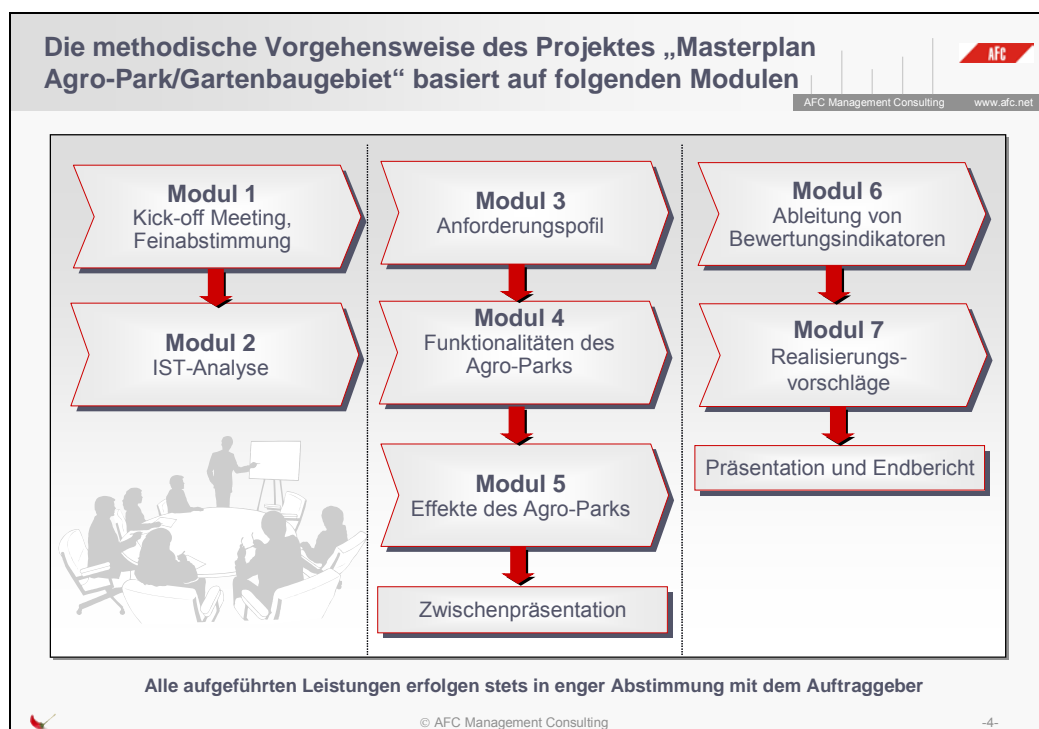 Die methodische Vorgehensweise des Projektes „Masterplan
Agro-Park/Gartenbaugebiet“ basiert auf folgenden Modulen
AFC
AFC Management Consulting www.afc.net
Modul 1
Kick-off Meeting,
Feinabstimmung
Modul 2
IST-Analyse
Modul 3
Anforderungspofil
Modul 4
Funktionalitäten des
Agro-Parks
Modul 5
Effekte des Agro-Parks
Zwischenpräsentation
Modul 6
Ableitung von
Bewertungsindikatoren
Modul 7
Realisierungs-
vorschläge
Präsentation und Endbericht
Alle aufgeführten Leistungen erfolgen stets in enger Abstimmung mit dem Auftraggeber
© AFC Management Consulting
-4-